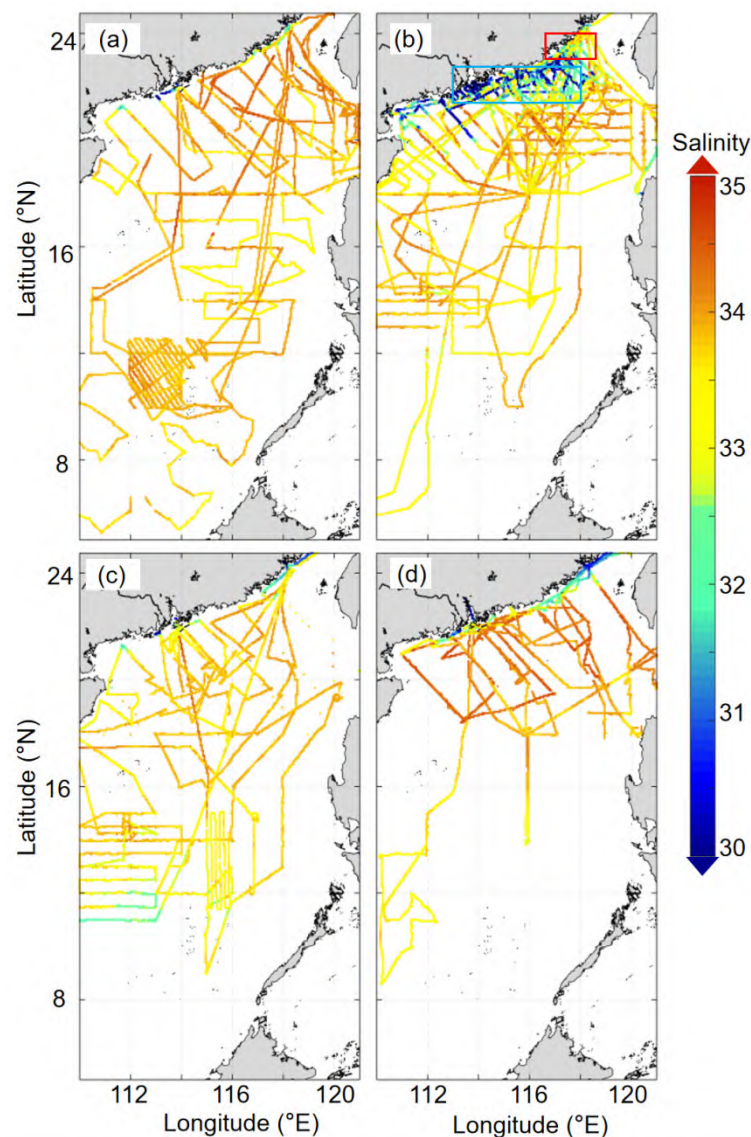 (a)
(b)
24
16
8
Latitude (°N)
Salinity
35
34
33
32
31
30
(c)
(d)
24
16
8
Latitude (°N)
112
116
120
112
116
120
Longitude (°E)
Longitude (°E)